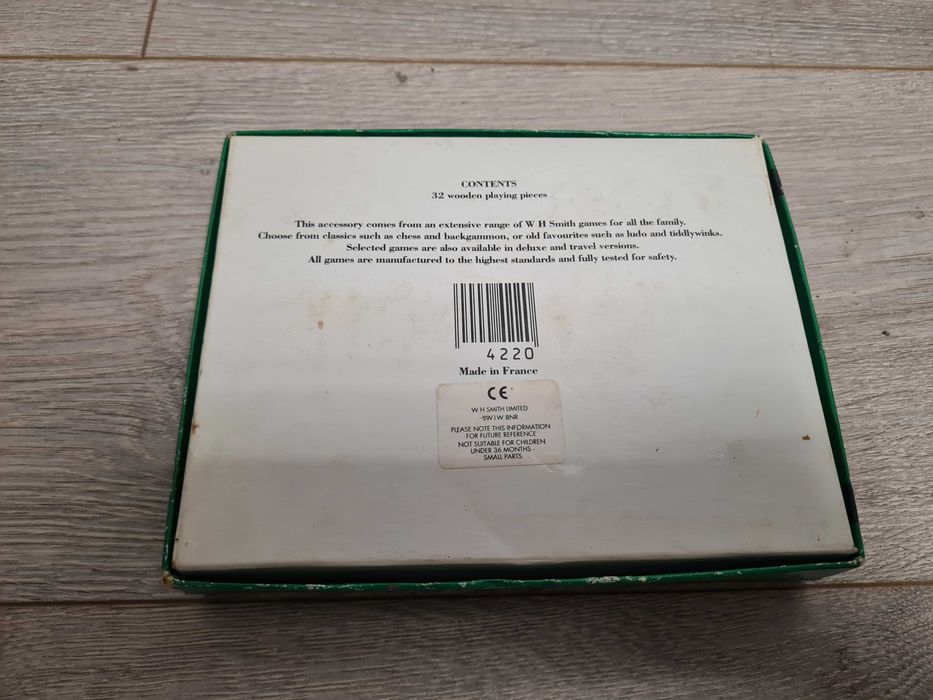 CONTENTS
32 wooden playing pieces
This accessory comes from an extensive range of W H Smith games for all the family.
Choose from classics such as chess and backgammon, or old favourites such as ludo and tiddlywinks.
Selected games are also available in deluxe and travel versions.
All games are manufactured to the highest standards and fully tested for safety.
4220
Made in France
CE
W H SMITH LIMITED
SW1W 8NR
PLEASE NOTE THIS INFORMATION
FOR FUTURE REFERENCE
NOT SUITABLE FOR CHILDREN
UNDER 36 MONTHS -
SMALL PARTS